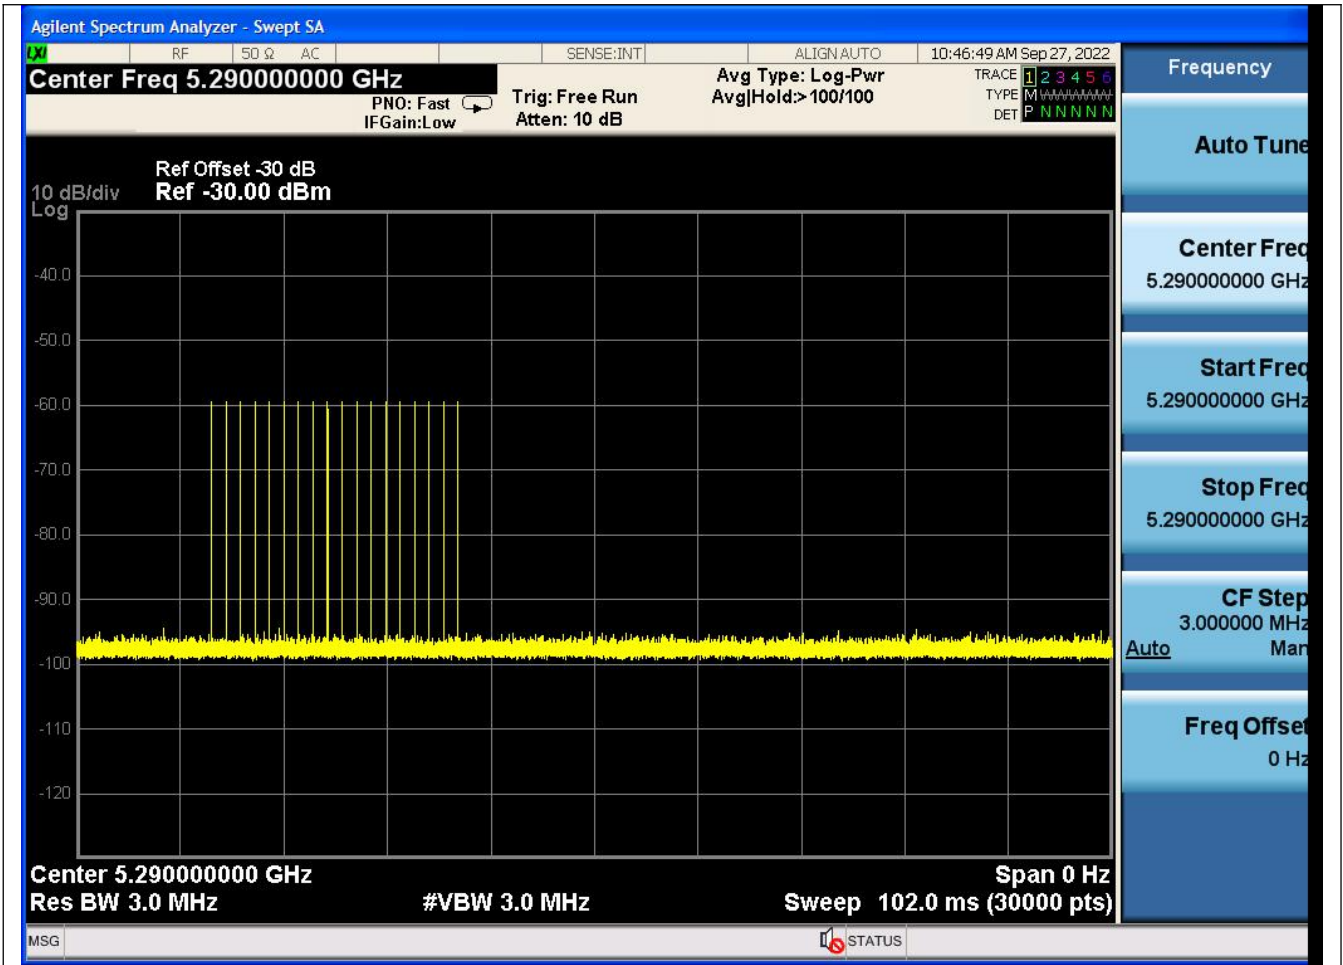 Agilent Spectrum Analyzer - Swept SA
LXI RF 50 Ω AC SENSE:INT ALIGN AUTO 10:46:49 AM Sep 27, 2022
Center Freq 5.290000000 GHz
PNO: Fast
IFGain:Low
Trig: Free Run
Atten: 10 dB
Avg Type: Log-Pwr
Avg|Hold:>100/100
TRACE 1 2 3 4 5 6
TYPE M
DET P N N N N N
Ref Offset -30 dB
10 dB/div Ref -30.00 dBm
Log
-40.0
-50.0
-60.0
-70.0
-80.0
-90.0
-100
-110
-120
Center 5.290000000 GHz Span 0 Hz
Res BW 3.0 MHz #VBW 3.0 MHz Sweep 102.0 ms (30000 pts)
MSG STATUS
Frequency
Auto Tune
Center Freq
5.290000000 GHz
Start Freq
5.290000000 GHz
Stop Freq
5.290000000 GHz
CF Step
3.000000 MHz
Auto Man
Freq Offset
0 Hz